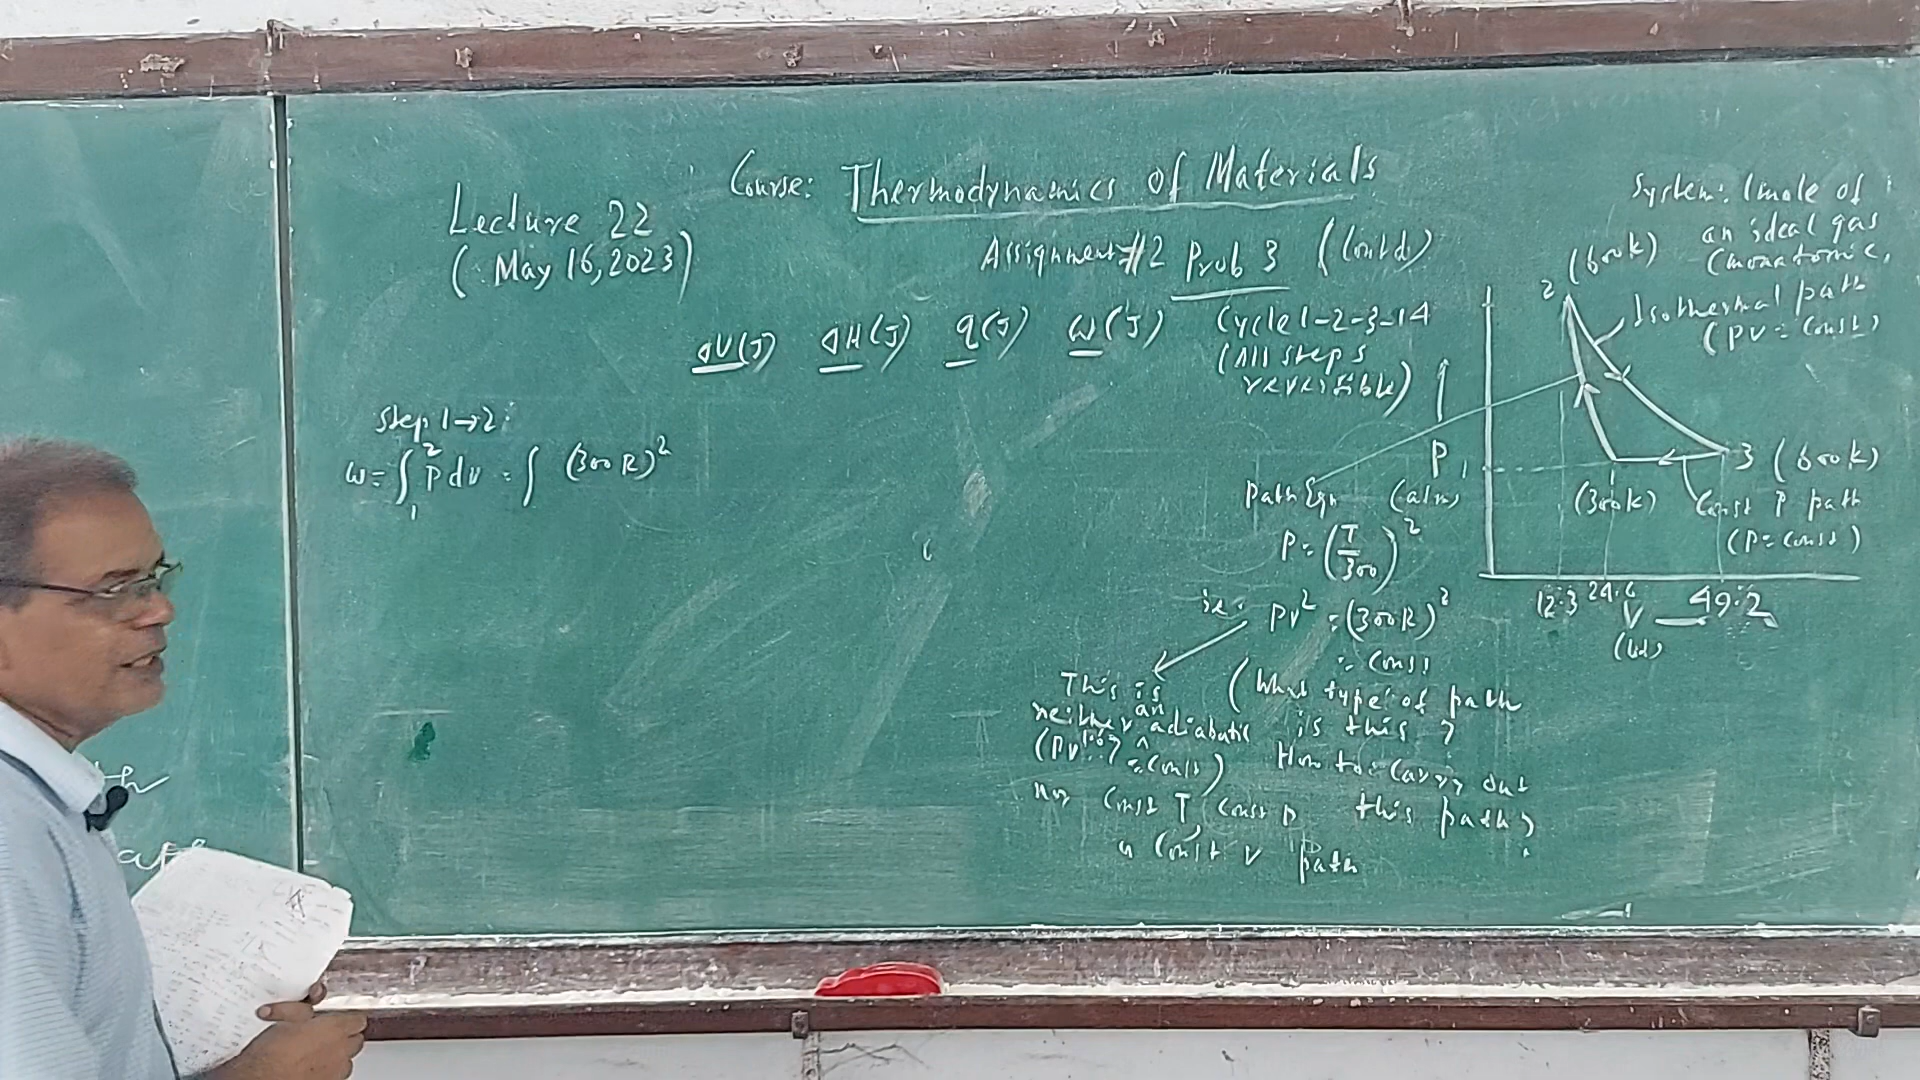 Course: Thermodynamics of Materials
Lecture 22
(May 16, 2023)
Assignment #2 Prob 3 (Contd)
ΔU(J) ΔH(J) q(J) w(J)
Cycle 1-2-3-14
(All steps
reversible)
Step 1→2:
w = ∫₁² P dv = ∫ (300R)²
System: 1 mole of
an ideal gas
(monatomic,
2 (600K)
Isothermal path
(PV = Const)
3 (600K)
P
1
(atm)
(300K)
Const P path
(P = Const)
12.3 24.6 49.2
V
(lit)
Path Eqn
P = (T/300)²
ie. PV² = (300R)²
= Const
(What type of path
is this?
How to carry out
this path?
This is
neither an adiabatic
= Const)
nor Const T, Const P
Const V path
th